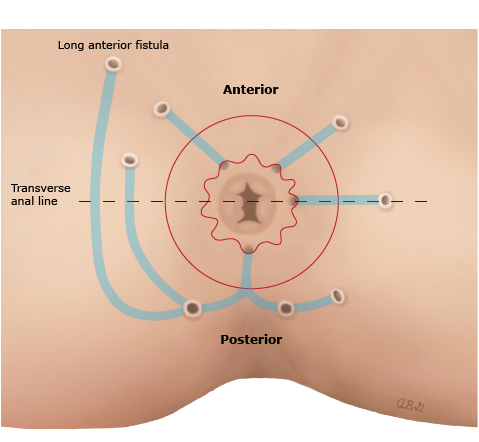 Long anterior fistula
Anterior
Transverse
anal line
Posterior